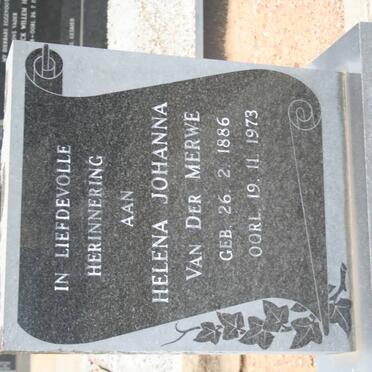 IN LIEFDEVOLLE
HERINNERING
AAN
HELENA JOHANNA
VAN DER MERWE
GEB. 26. 2. 1886
OORL. 19. 11. 1973